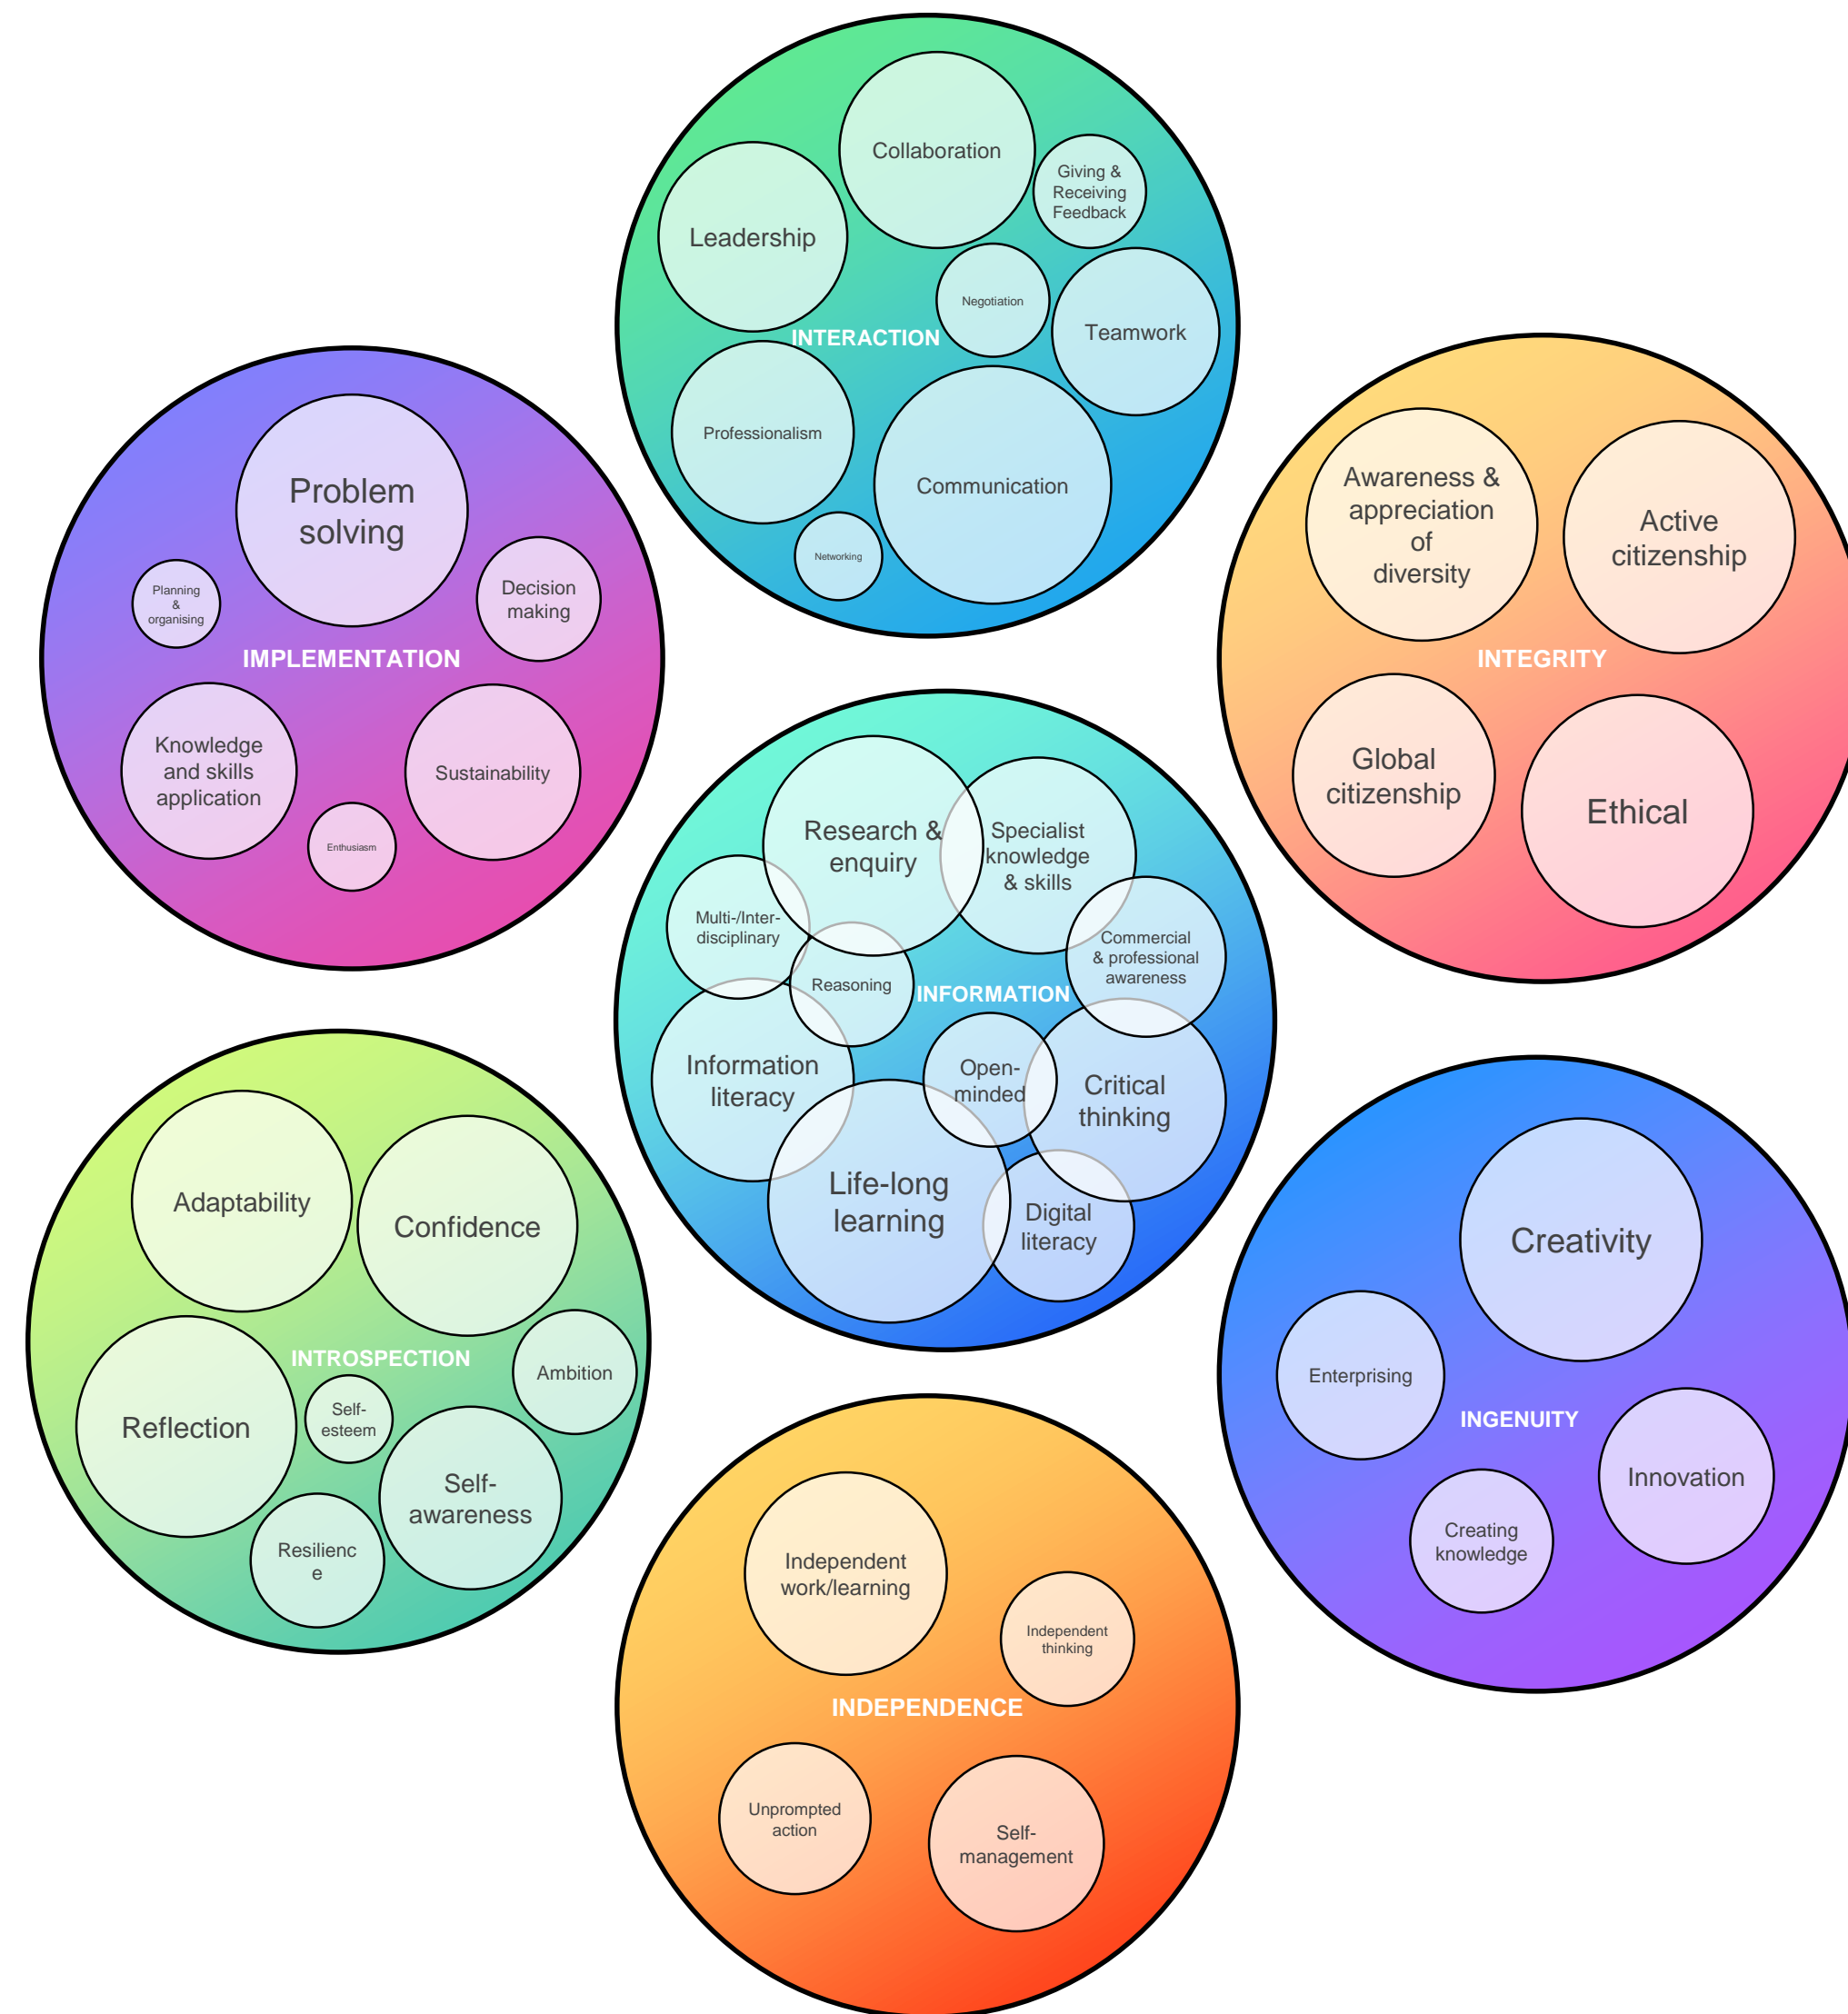 Collaboration
Giving &
Receiving
Feedback
Leadership
Negotiation
Teamwork
INTERACTION
Professionalism
Communication
Networking
Problem
solving
Decision
making
Planning
&
organising
IMPLEMENTATION
Knowledge
and skills
application
Sustainability
Enthusiasm
Awareness &
appreciation
of
diversity
Active
citizenship
INTEGRITY
Global
citizenship
Ethical
Research &
enquiry
Specialist
knowledge
& skills
Multi-/Inter-
disciplinary
Commercial
& professional
awareness
Reasoning
INFORMATION
Information
literacy
Open-
minded
Critical
thinking
Life-long
learning
Digital
literacy
Adaptability
Confidence
INTROSPECTION
Ambition
Reflection
Self-
esteem
Self-
awareness
Resilienc
e
Creativity
Enterprising
INGENUITY
Innovation
Creating
knowledge
Independent
work/learning
Independent
thinking
INDEPENDENCE
Unprompted
action
Self-
management